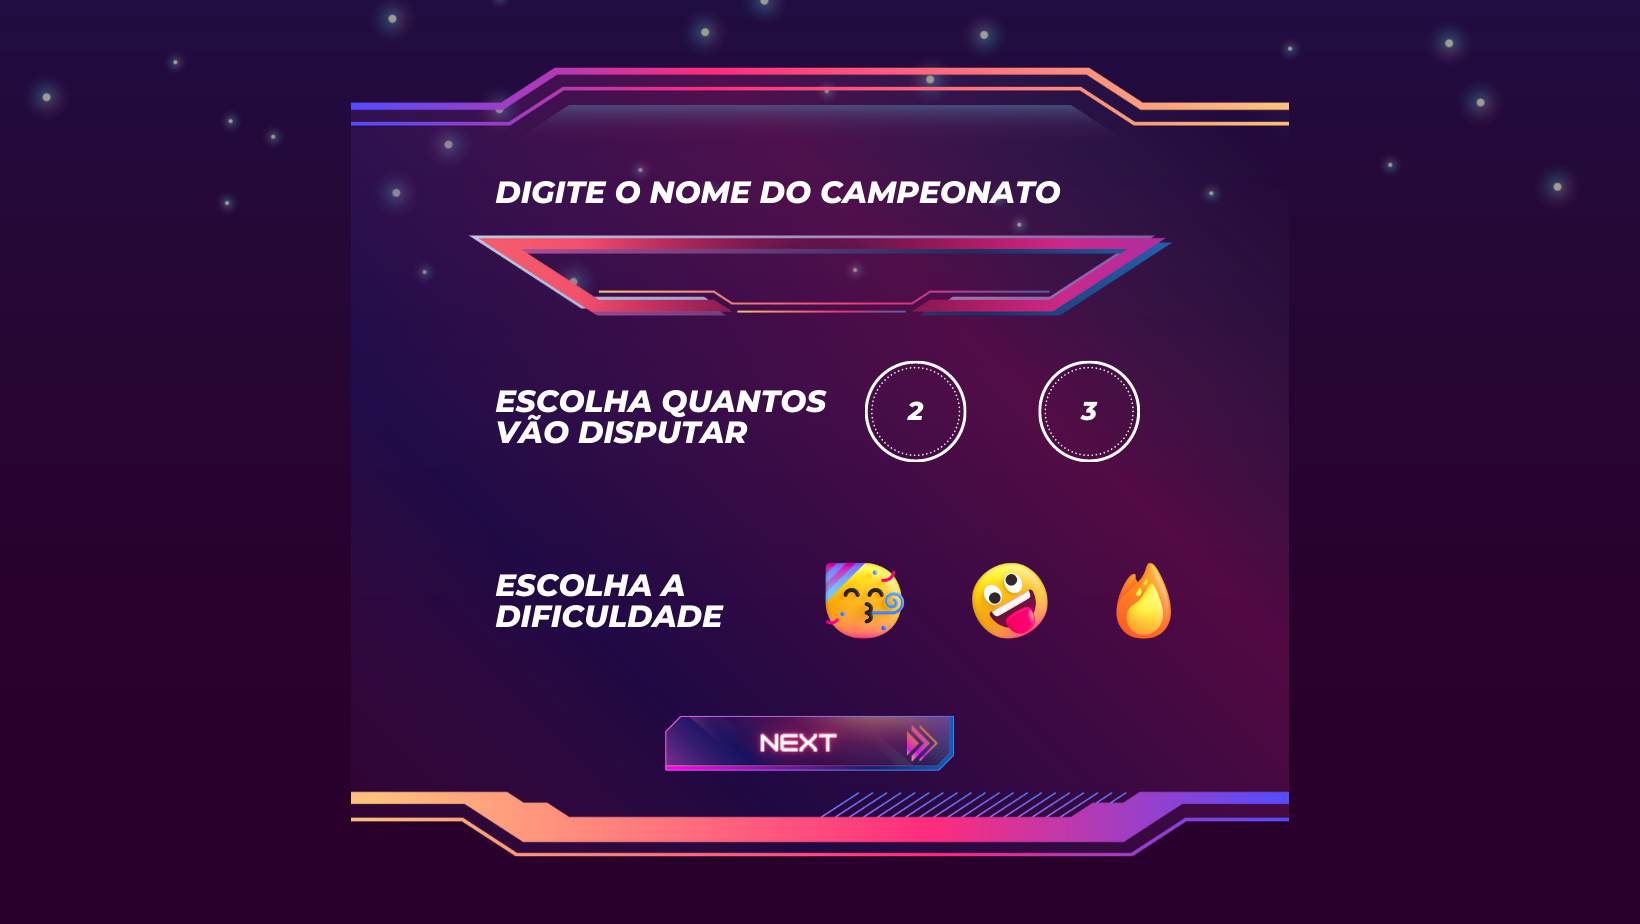 DIGITE O NOME DO CAMPEONATO
ESCOLHA QUANTOS
VÃO DISPUTAR
2
3
ESCOLHA A
DIFICULDADE
NEXT